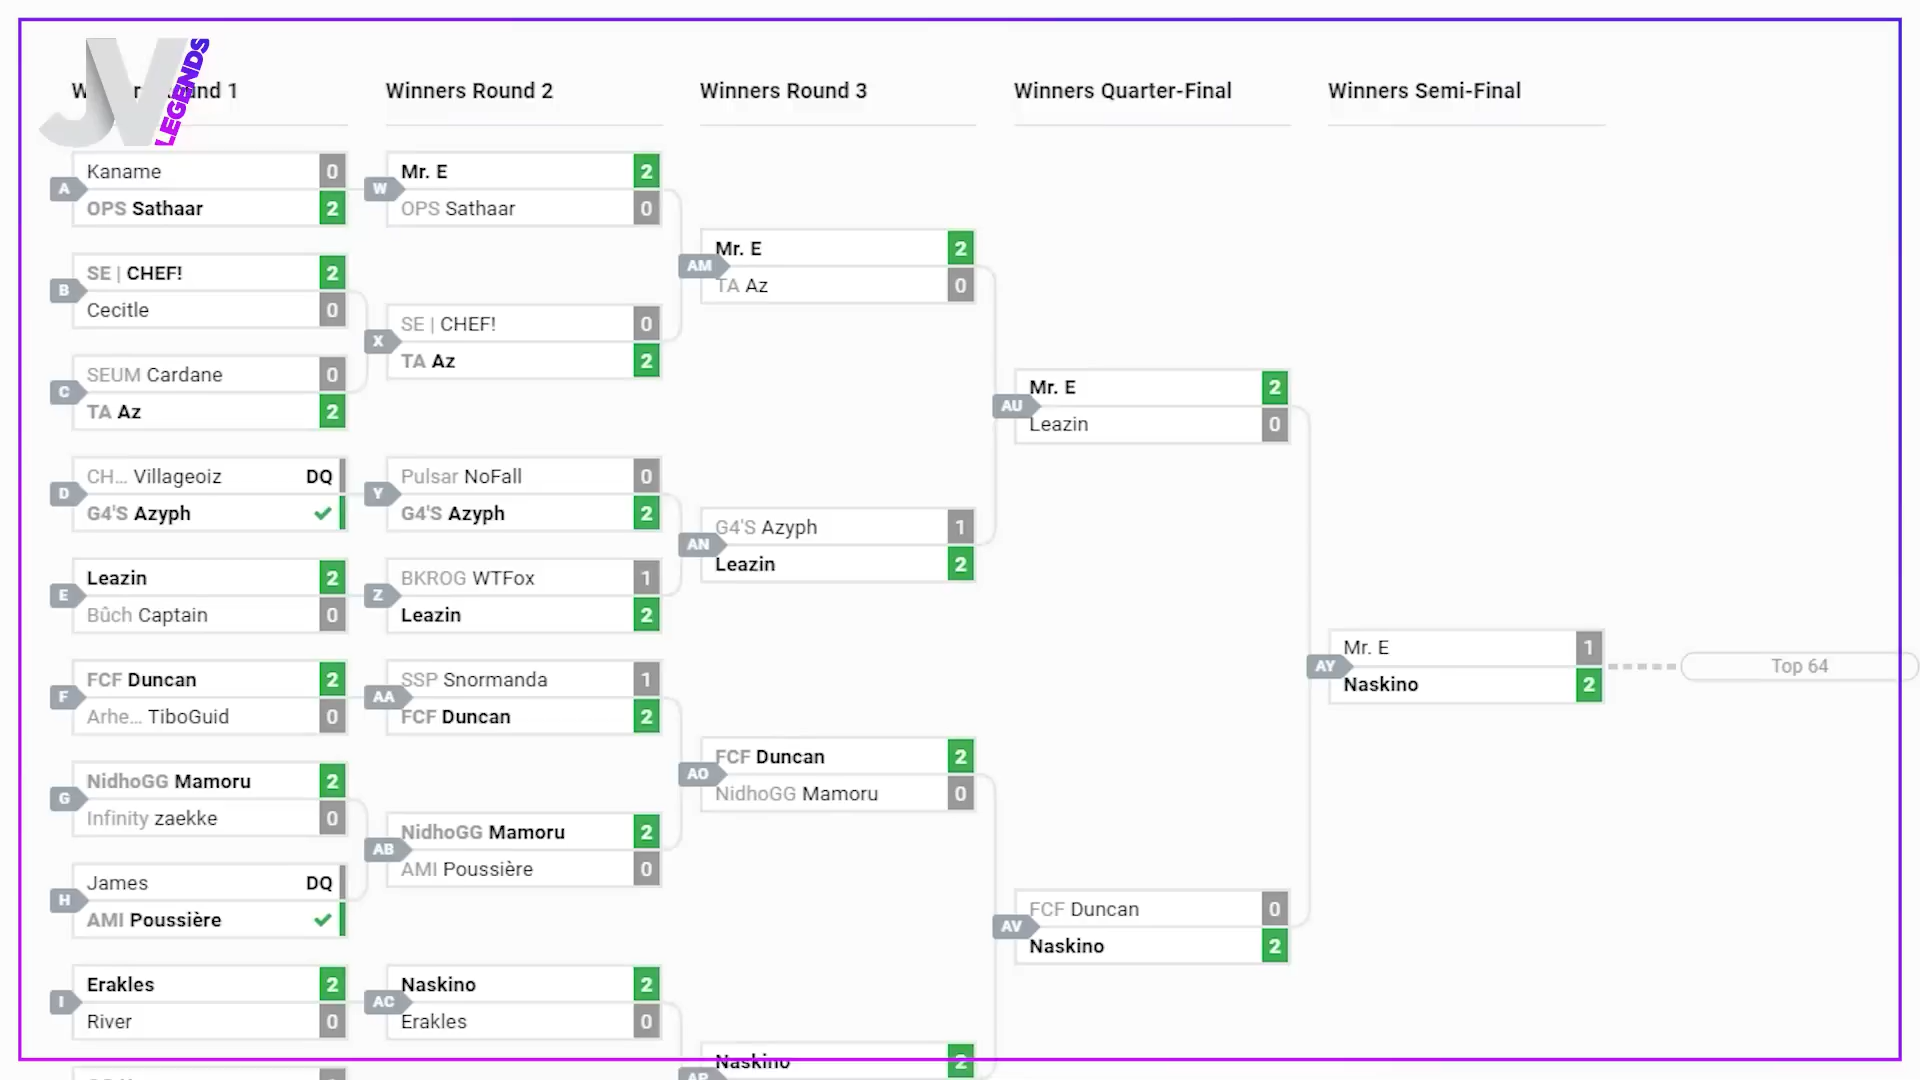 JV LEGENDS
Winners Round 2
Winners Round 3
Winners Quarter-Final
Winners Semi-Final
A
Kaname 0
OPS Sathaar 2
B
SE | CHEF! 2
Cecitle 0
C
SEUM Cardane 0
TA Az 2
D
CH... Villageoiz DQ
G4'S Azyph ✓
E
Leazin 2
Bûch Captain 0
F
FCF Duncan 2
Arhe... TiboGuid 0
G
NidhoGG Mamoru 2
Infinity zaekke 0
H
James DQ
AMI Poussière ✓
I
Erakles 2
River 0
W
Mr. E 2
OPS Sathaar 0
X
SE | CHEF! 0
TA Az 2
Y
Pulsar NoFall 0
G4'S Azyph 2
Z
BKROG WTFox 1
Leazin 2
AA
SSP Snormanda 1
FCF Duncan 2
AB
NidhoGG Mamoru 2
AMI Poussière 0
AC
Naskino 2
Erakles 0
AM
Mr. E 2
TA Az 0
AN
G4'S Azyph 1
Leazin 2
AO
FCF Duncan 2
NidhoGG Mamoru 0
Naskino 2
AU
Mr. E 2
Leazin 0
AV
FCF Duncan 0
Naskino 2
AY
Mr. E 1
Naskino 2
Top 64